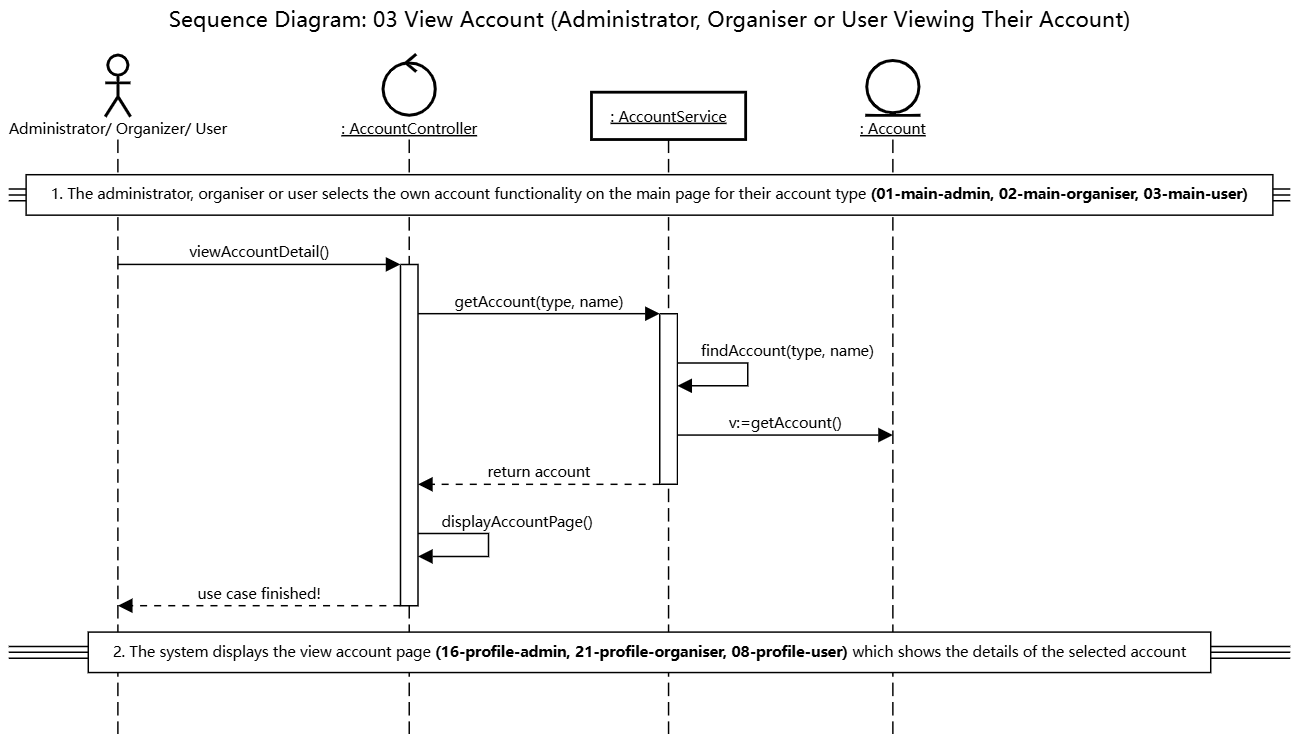 Sequence Diagram: 03 View Account (Administrator, Organiser or User Viewing Their Account)
Administrator/ Organizer/ User
: AccountController
: AccountService
: Account
1. The administrator, organiser or user selects the own account functionality on the main page for their account type (01-main-admin, 02-main-organiser, 03-main-user)
viewAccountDetail()
getAccount(type, name)
findAccount(type, name)
v:=getAccount()
return account
displayAccountPage()
use case finished!
2. The system displays the view account page (16-profile-admin, 21-profile-organiser, 08-profile-user) which shows the details of the selected account